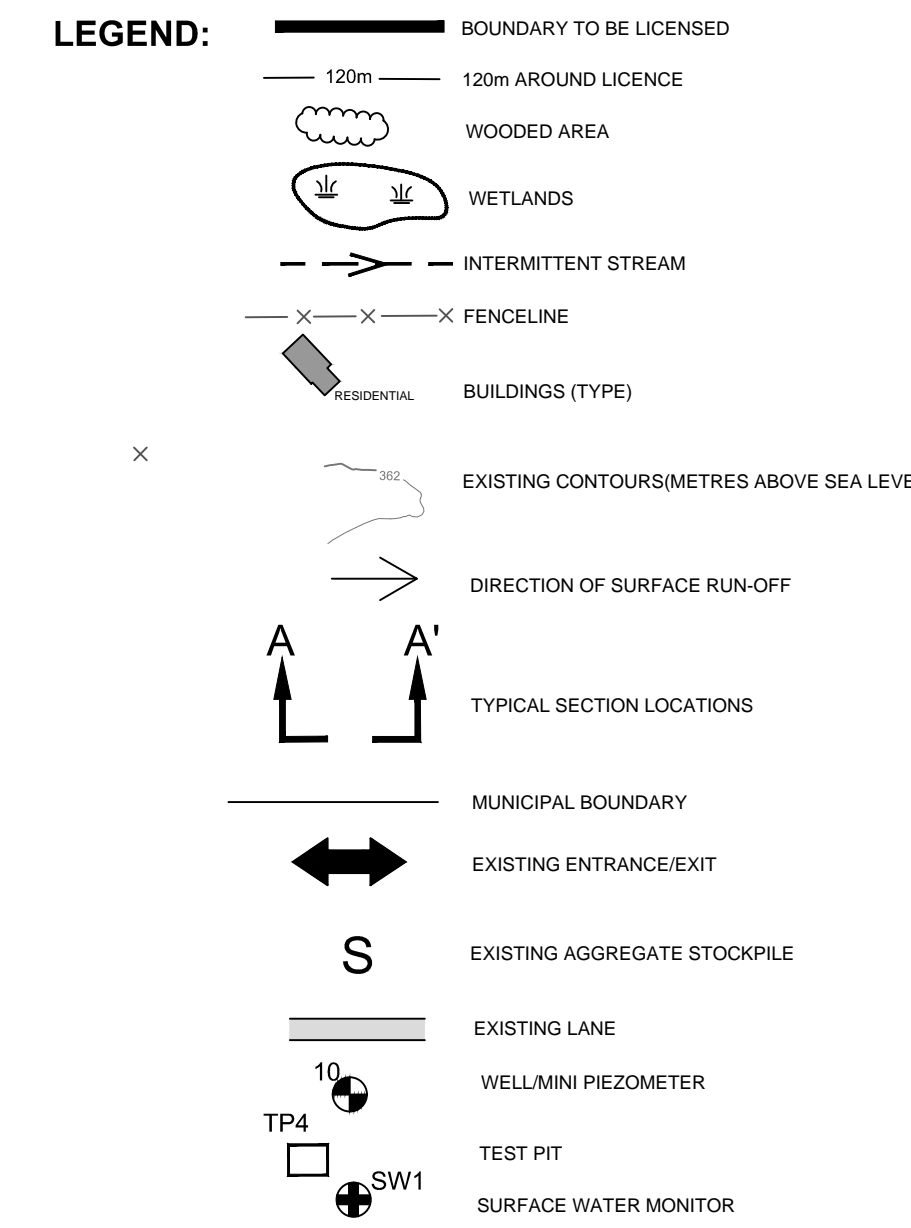 LEGEND:
BOUNDARY TO BE LICENSED
120m 120m AROUND LICENCE
WOODED AREA
WETLANDS
INTERMITTENT STREAM
FENCELINE
RESIDENTIAL BUILDINGS (TYPE)
362 EXISTING CONTOURS(METRES ABOVE SEA LEVE
DIRECTION OF SURFACE RUN-OFF
A A'
TYPICAL SECTION LOCATIONS
MUNICIPAL BOUNDARY
EXISTING ENTRANCE/EXIT
S EXISTING AGGREGATE STOCKPILE
EXISTING LANE
10 WELL/MINI PIEZOMETER
TP4
TEST PIT
SW1
SURFACE WATER MONITOR